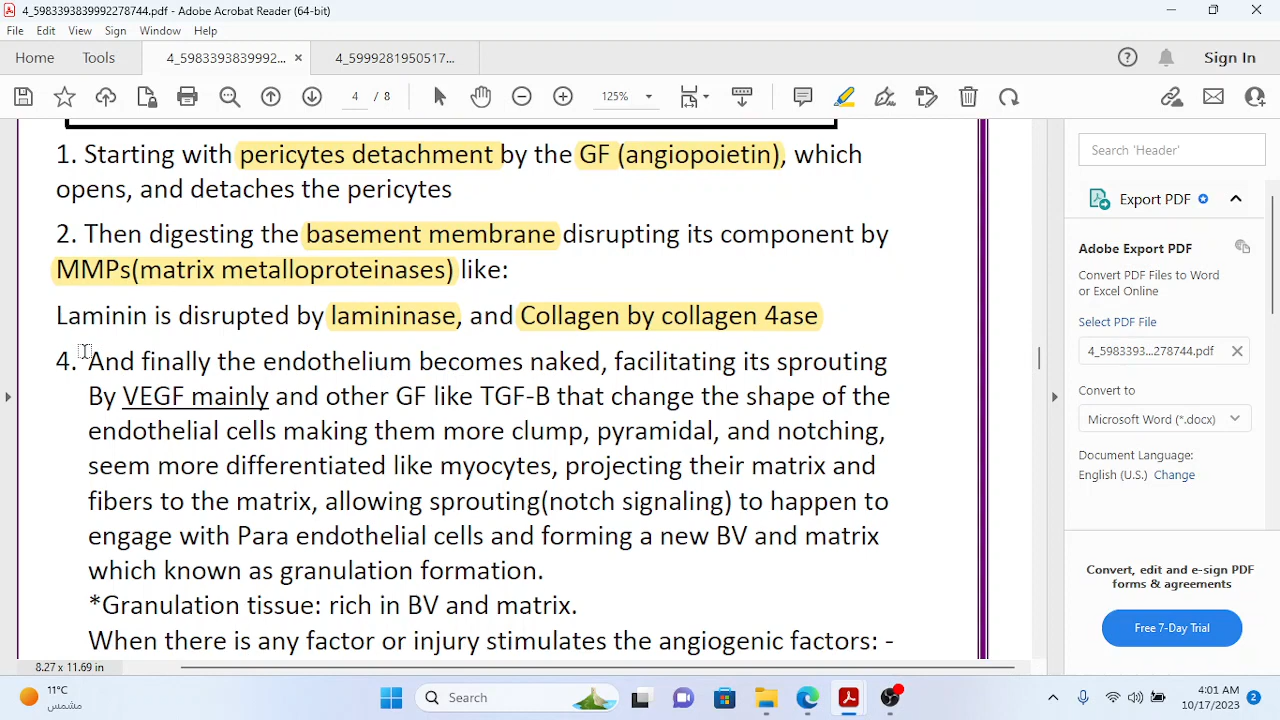 4_5983393839992278744.pdf - Adobe Acrobat Reader (64-bit)
File Edit View Sign Window Help
Home Tools 4_5983393839992... × 4_5999281950517...
Sign In
4 / 8 125%
1. Starting with pericytes detachment by the GF (angiopoietin), which
opens, and detaches the pericytes
2. Then digesting the basement membrane disrupting its component by
MMPs(matrix metalloproteinases) like:
Laminin is disrupted by lamininase, and Collagen by collagen 4ase
4. And finally the endothelium becomes naked, facilitating its sprouting
By VEGF mainly and other GF like TGF-B that change the shape of the
endothelial cells making them more clump, pyramidal, and notching,
seem more differentiated like myocytes, projecting their matrix and
fibers to the matrix, allowing sprouting(notch signaling) to happen to
engage with Para endothelial cells and forming a new BV and matrix
which known as granulation formation.
*Granulation tissue: rich in BV and matrix.
When there is any factor or injury stimulates the angiogenic factors: -
8.27 x 11.69 in
Search 'Header'
Export PDF
Adobe Export PDF
Convert PDF Files to Word
or Excel Online
Select PDF File
4_5983393...278744.pdf
Convert to
Microsoft Word (*.docx)
Document Language:
English (U.S.) Change
Convert, edit and e-sign PDF
forms & agreements
Free 7-Day Trial
11°C
مشمس
Search
4:01 AM
10/17/2023
2